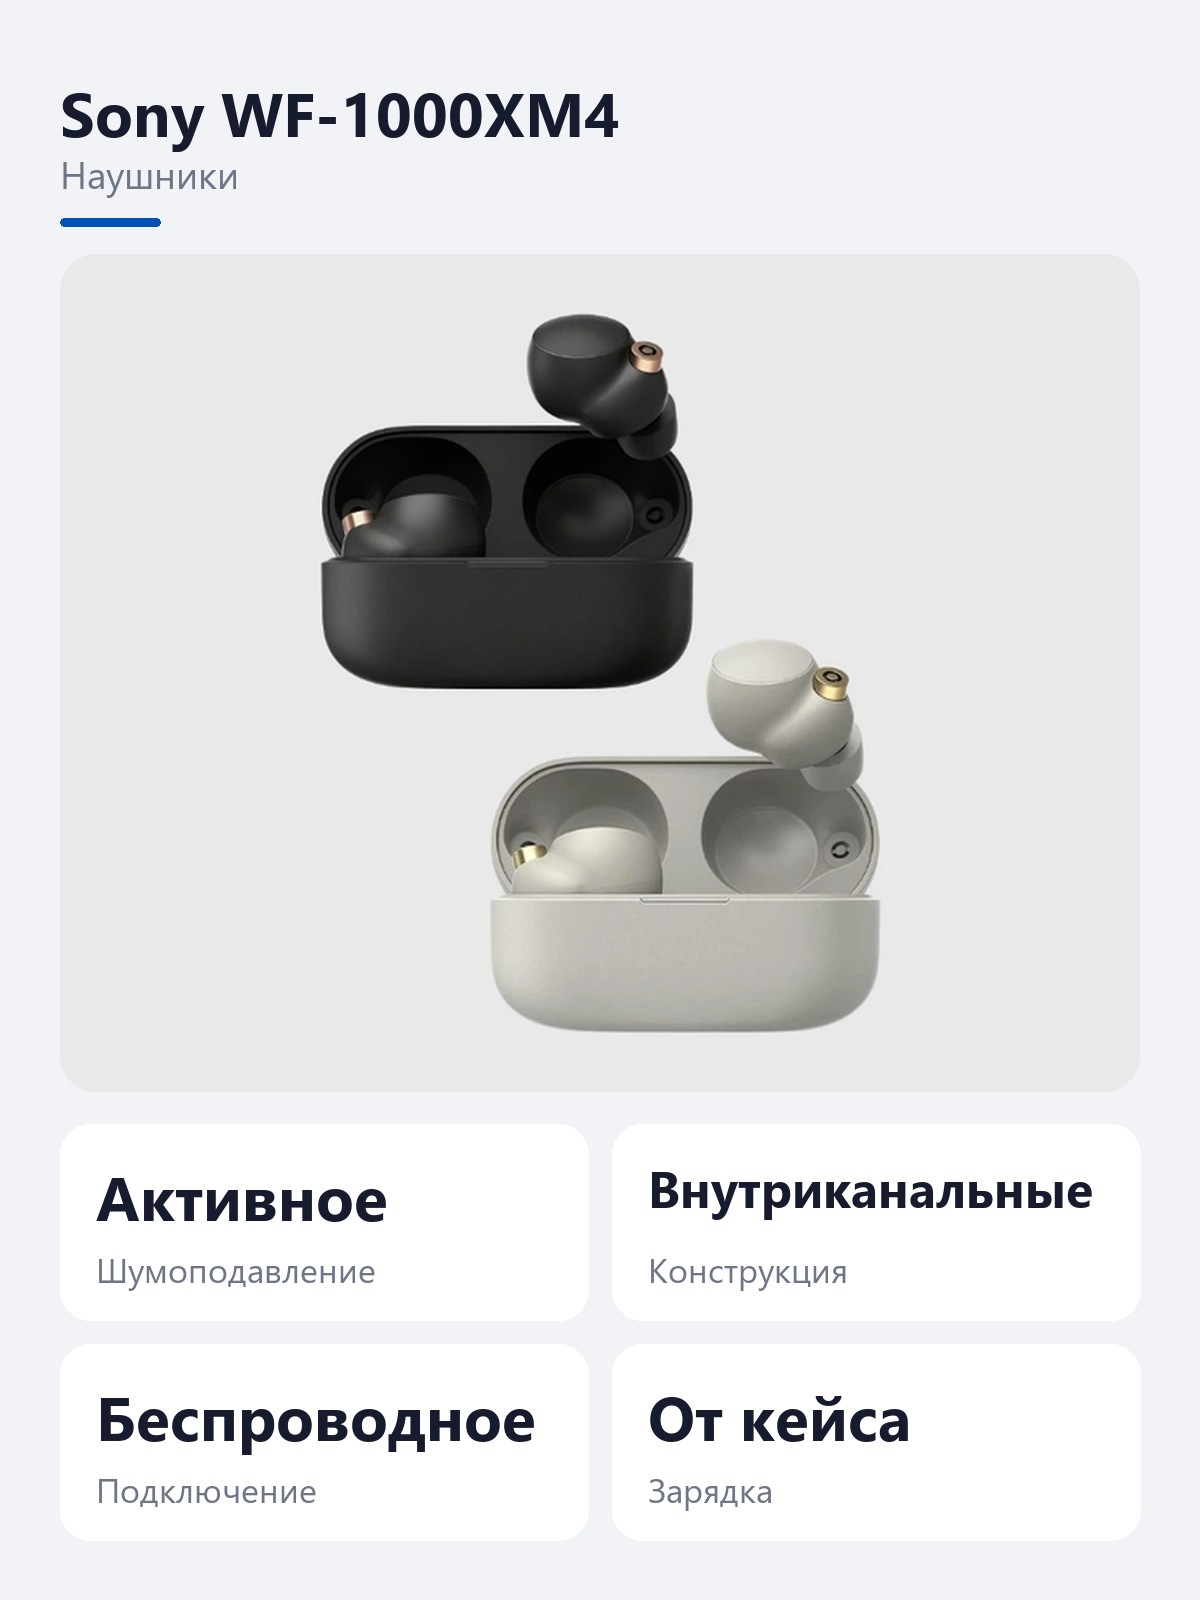 Sony WF-1000XM4
Наушники
Активное
Шумоподавление
Внутриканальные
Конструкция
Беспроводное
Подключение
От кейса
Зарядка